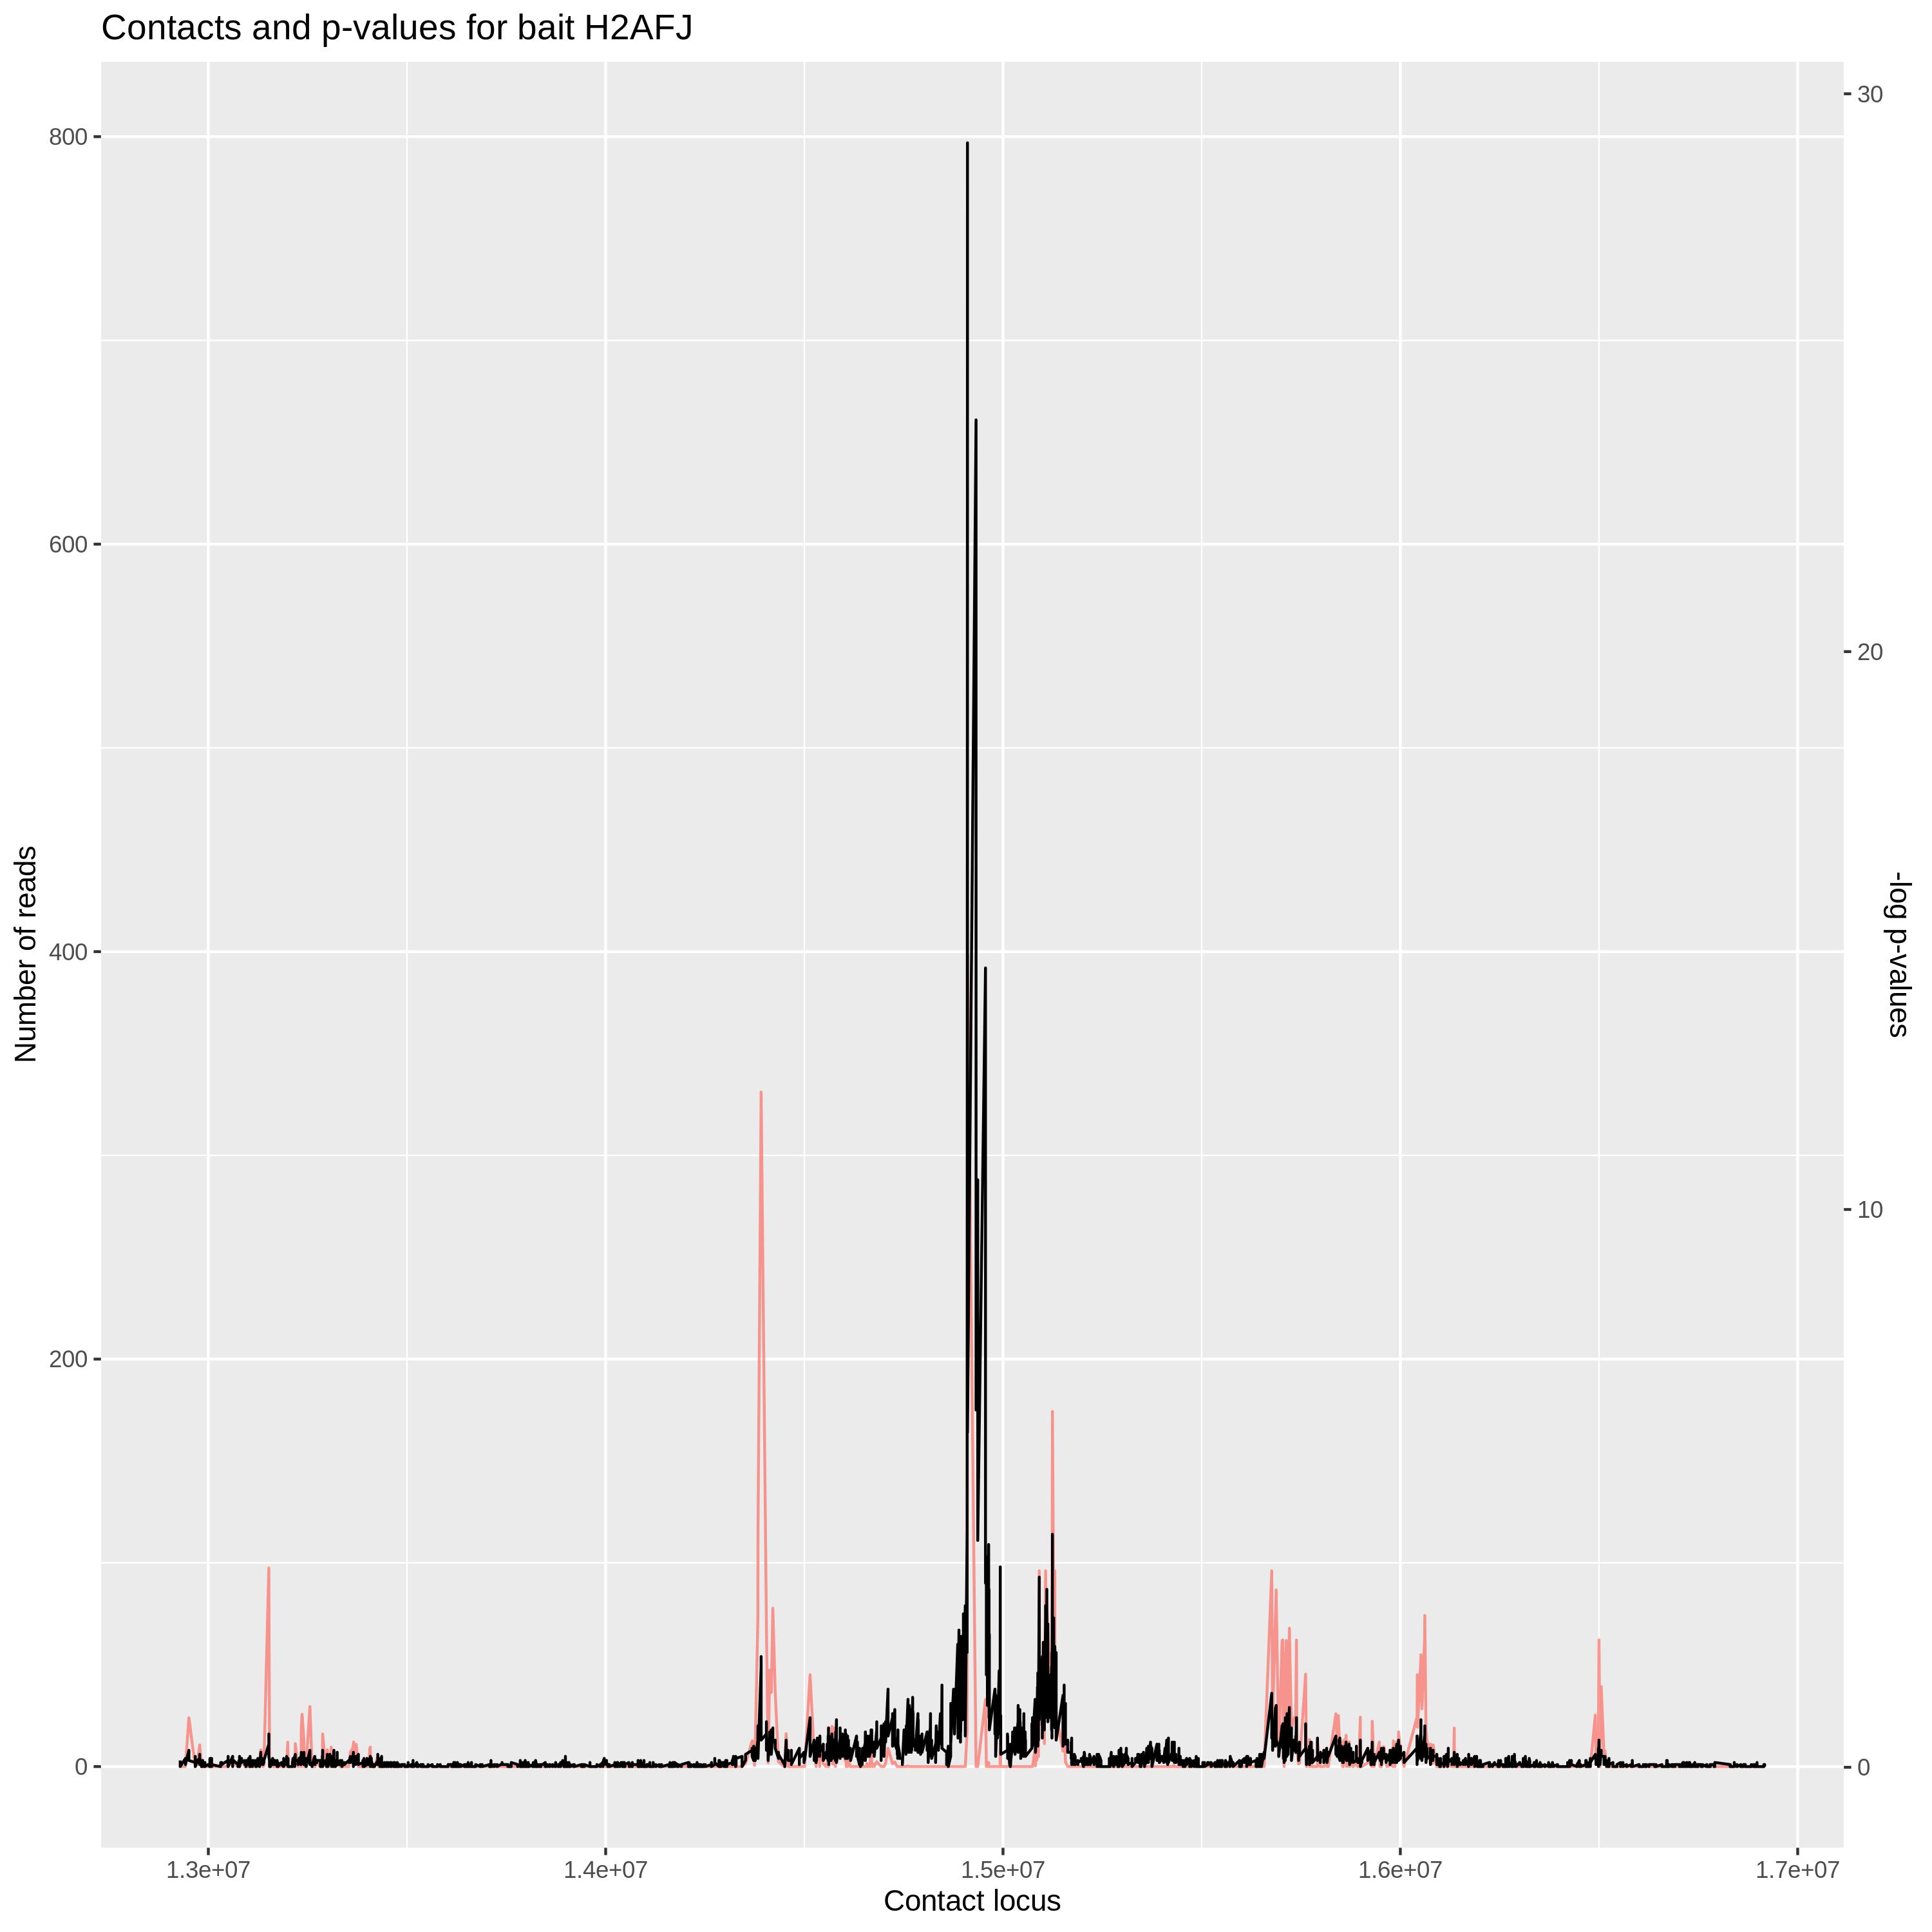 Contacts and p-values for bait H2AFJ
800
600
400
200
0
Number of reads
30
20
10
0
-log p-values
1.3e+07
1.4e+07
1.5e+07
1.6e+07
1.7e+07
Contact locus